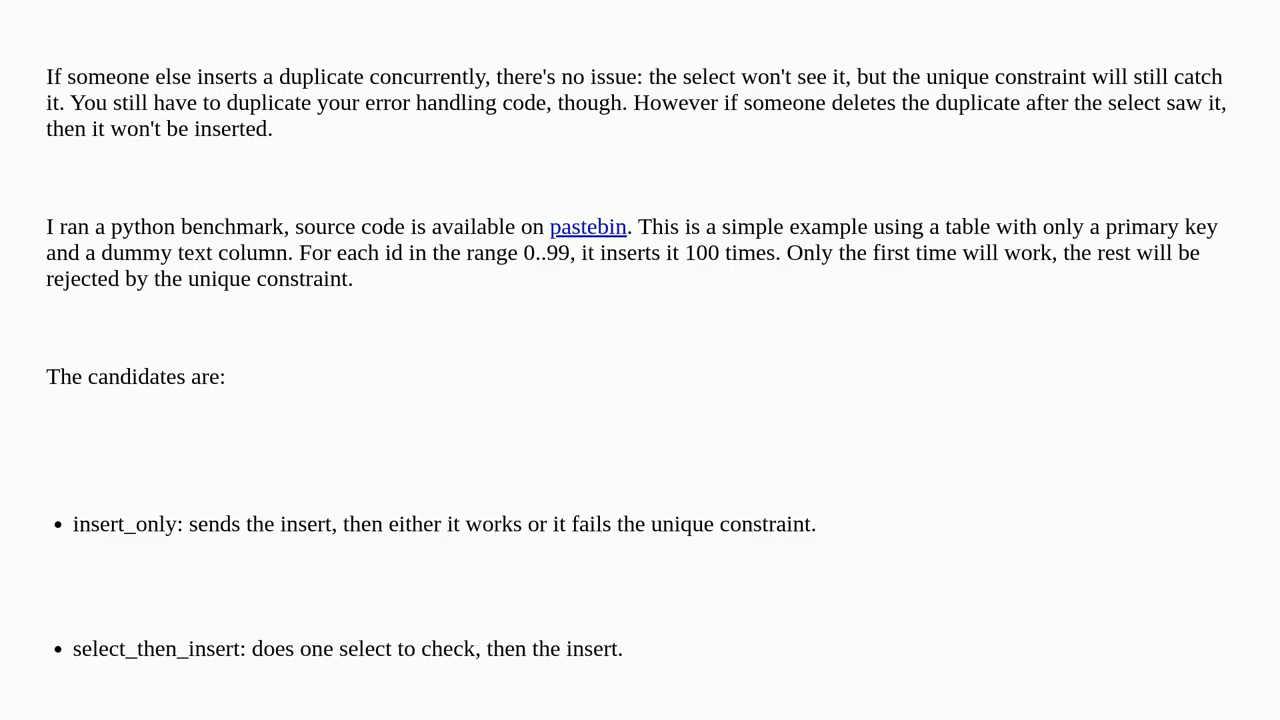 If someone else inserts a duplicate concurrently, there's no issue: the select won't see it, but the unique constraint will still catch
it. You still have to duplicate your error handling code, though. However if someone deletes the duplicate after the select saw it,
then it won't be inserted.
I ran a python benchmark, source code is available on pastebin. This is a simple example using a table with only a primary key
and a dummy text column. For each id in the range 0..99, it inserts it 100 times. Only the first time will work, the rest will be
rejected by the unique constraint.
The candidates are:
• insert_only: sends the insert, then either it works or it fails the unique constraint.
• select_then_insert: does one select to check, then the insert.